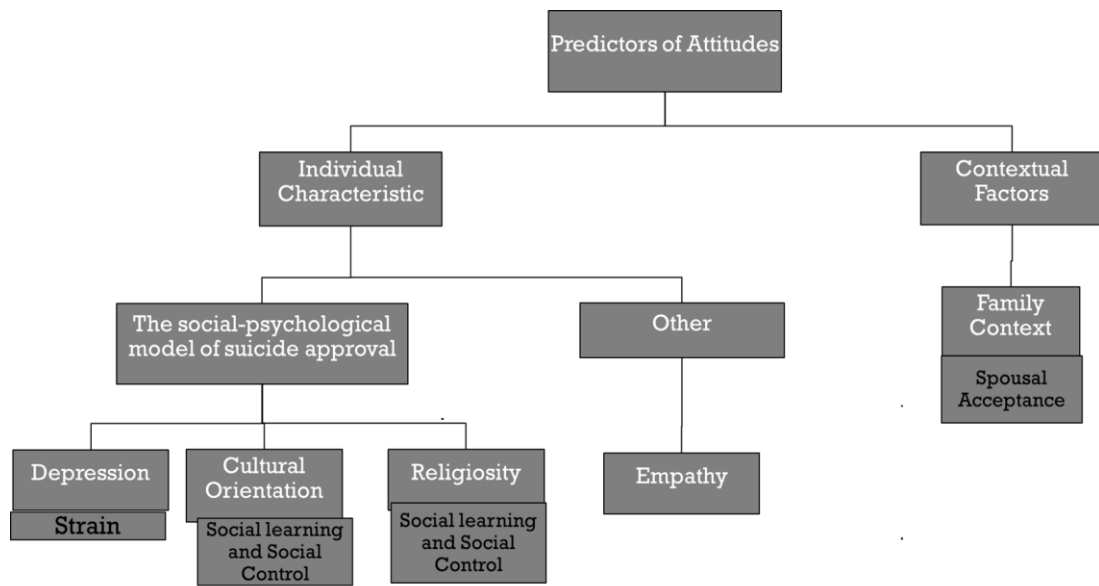 Predictors of Attitudes
Individual
Characteristic
Contextual
Factors
The social-psychological
model of suicide approval
Other
Family
Context
Spousal
Acceptance
Depression
Strain
Cultural
Orientation
Social learning
and Social
Control
Religiosity
Social learning
and Social
Control
Empathy